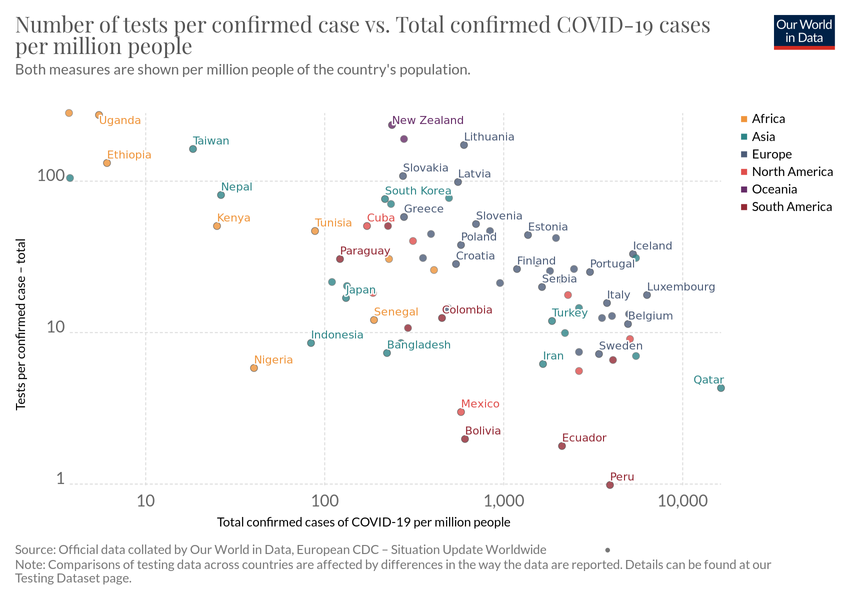 Number of tests per confirmed case vs. Total confirmed COVID-19 cases
per million people
Our World
in Data
Both measures are shown per million people of the country's population.
New Zealand
Africa
Uganda
Lithuania
Asia
Taiwan
Ethiopia
Europe
Slovakia
Latvia
North America
100
Nepal
South Korea
Oceania
Greece
South America
Kenya
Tunisia
Cuba
Slovenia
Estonia
Poland
Paraguay
Croatia
Iceland
Finland
Portugal
Serbia
Japan
Luxembourg
Italy
Senegal
Colombia
Turkey
Belgium
10
Indonesia
Bangladesh
Sweden
Iran
Nigeria
Qatar
Mexico
Bolivia
Ecuador
Peru
1
Tests per confirmed case – total
10
100
1,000
10,000
Total confirmed cases of COVID-19 per million people
Source: Official data collated by Our World in Data, European CDC – Situation Update Worldwide
Note: Comparisons of testing data across countries are affected by differences in the way the data are reported. Details can be found at our
Testing Dataset page.